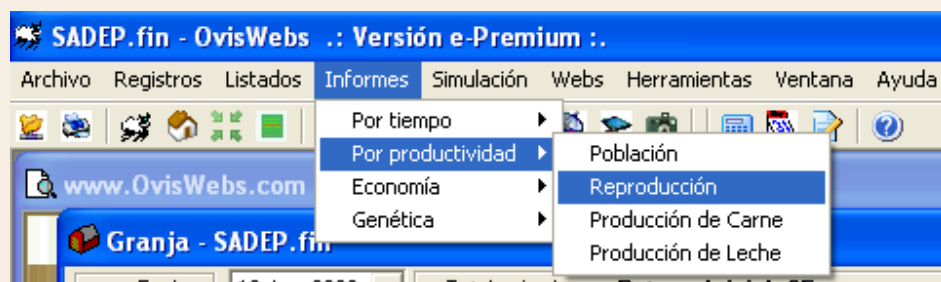 SADEP.fin - OvisWebs .: Versión e-Premium :.
Archivo Registros Listados Informes Simulación Webs Herramientas Ventana Ayuda
Por tiempo
Por productividad
Economía
Genética
Población
Reproducción
Producción de Carne
Producción de Leche
www.OvisWebs.com
Granja - SADEP.fin